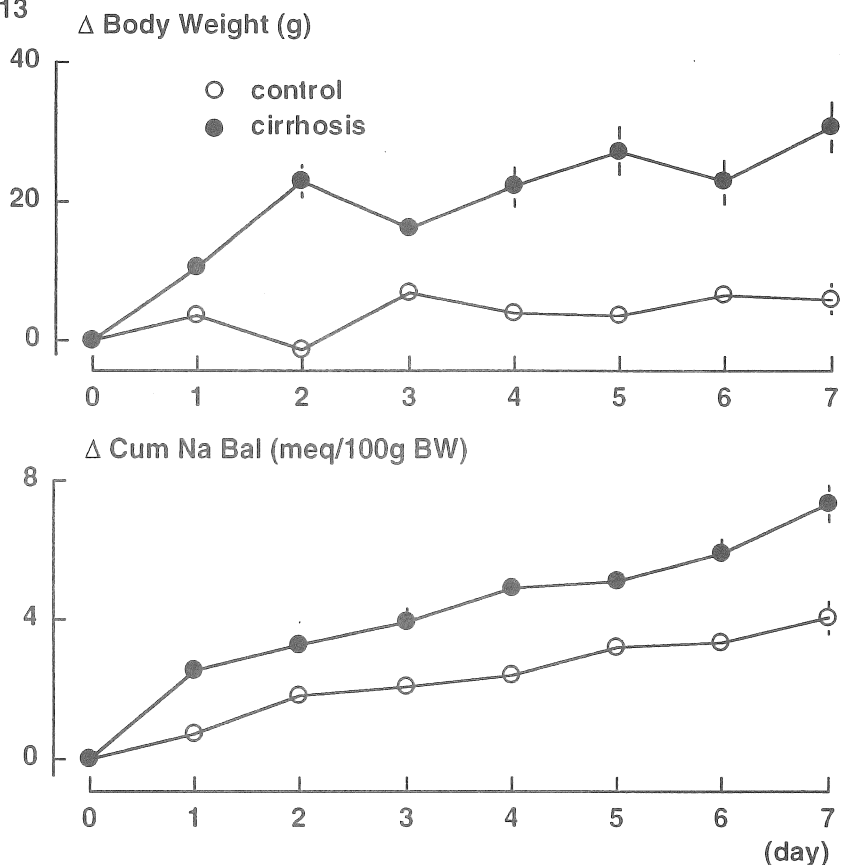 13
Δ Body Weight (g)
40
control
cirrhosis
20
0
0 1 2 3 4 5 6 7
Δ Cum Na Bal (meq/100g BW)
8
4
0
0 1 2 3 4 5 6 7
(day)